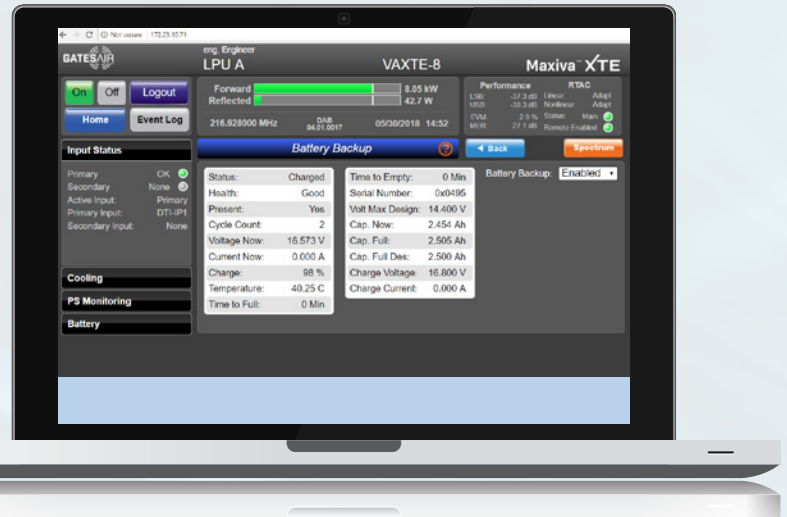 Not secure | 172.23.10.71
GATESAIR
eng, Engineer
LPU A
VAXTE-8
Maxiva™ XTE
On Off Logout
Home Event Log
Forward 8.05 kW
Reflected 42.7 W
216.928000 MHz DAB 04.01.0017 05/30/2018 14:52
Performance RTAC
LSB: -37.3 dB Linear: Adapt
USB: -38.3 dB Nonlinear: Adapt
EVM: 2.9 % Status: Main
MER: 27.1 dB Remote Enabled
Input Status
Battery Backup ?
Back
Spectrum
Primary OK
Secondary None
Active Input: Primary
Primary Input: DTI-IP1
Secondary Input: None
Cooling
PS Monitoring
Battery
Status: Charged
Health: Good
Present: Yes
Cycle Count: 2
Voltage Now: 16.573 V
Current Now: 0.000 A
Charge: 98 %
Temperature: 40.25 C
Time to Full: 0 Min
Time to Empty: 0 Min
Serial Number: 0x0495
Volt Max Design: 14.400 V
Cap. Now: 2.454 Ah
Cap. Full: 2.505 Ah
Cap. Full Des: 2.500 Ah
Charge Voltage: 16.800 V
Charge Current: 0.000 A
Battery Backup: Enabled